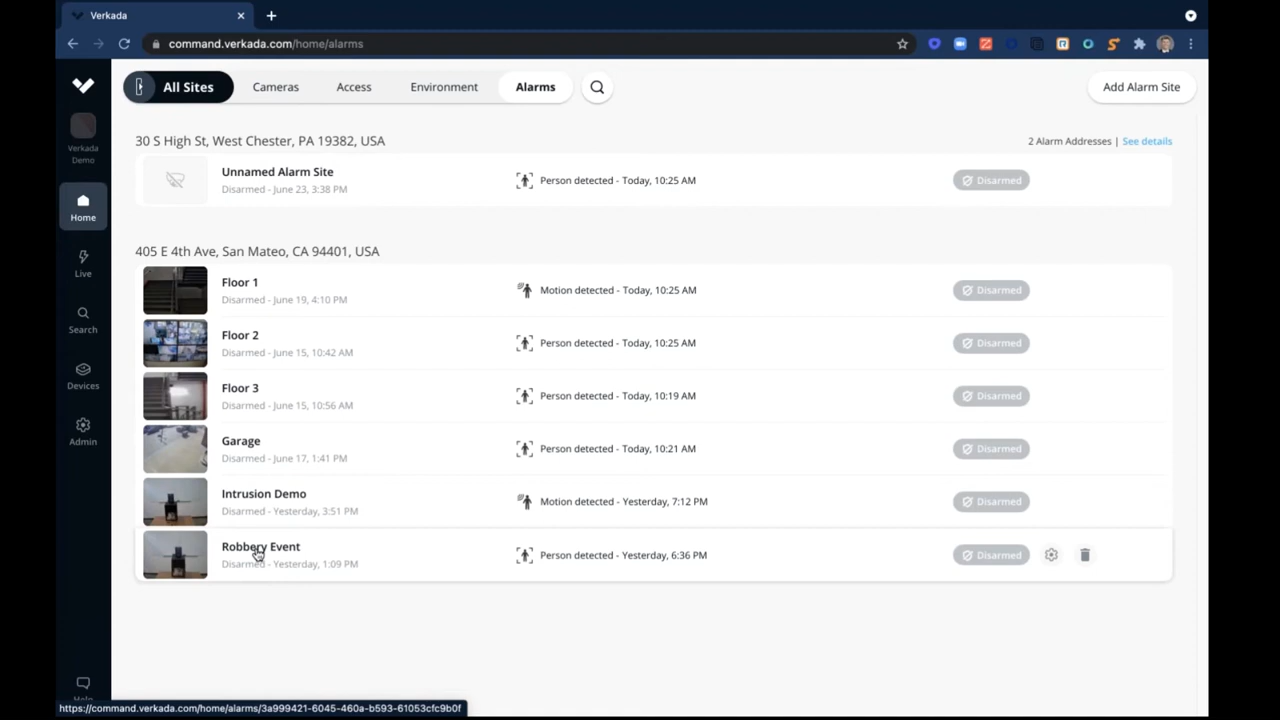 Verkada
command.verkada.com/home/alarms
All Sites
Cameras
Access
Environment
Alarms
Add Alarm Site
Verkada
Demo
Home
Live
Search
Devices
Admin
Help
30 S High St, West Chester, PA 19382, USA
2 Alarm Addresses | See details
Unnamed Alarm Site
Disarmed - June 23, 3:38 PM
Person detected - Today, 10:25 AM
Disarmed
405 E 4th Ave, San Mateo, CA 94401, USA
Floor 1
Disarmed - June 19, 4:10 PM
Motion detected - Today, 10:25 AM
Disarmed
Floor 2
Disarmed - June 15, 10:42 AM
Person detected - Today, 10:25 AM
Disarmed
Floor 3
Disarmed - June 15, 10:56 AM
Person detected - Today, 10:19 AM
Disarmed
Garage
Disarmed - June 17, 1:41 PM
Person detected - Today, 10:21 AM
Disarmed
Intrusion Demo
Disarmed - Yesterday, 3:51 PM
Motion detected - Yesterday, 7:12 PM
Disarmed
Robbery Event
Disarmed - Yesterday, 1:09 PM
Person detected - Yesterday, 6:36 PM
Disarmed
https://command.verkada.com/home/alarms/3a999421-6045-460a-b593-61053cfc9b0f